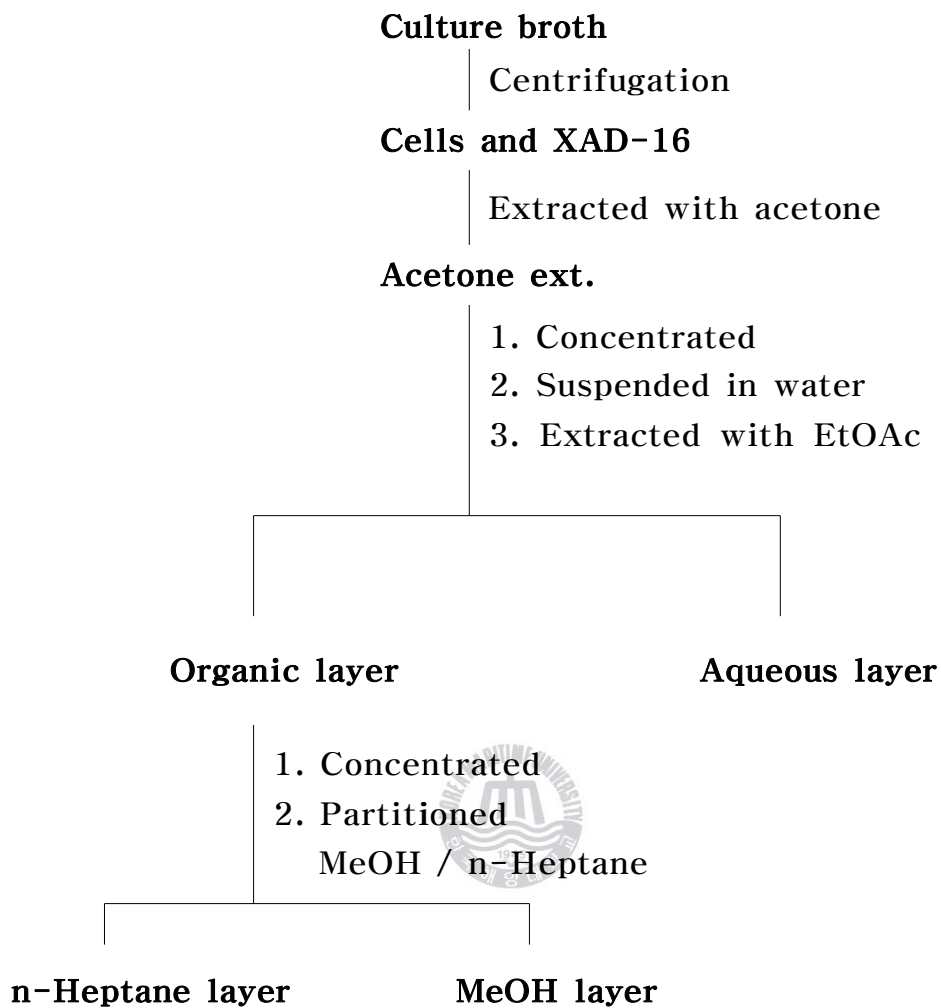 Culture broth
Centrifugation
Cells and XAD-16
Extracted with acetone
Acetone ext.
1. Concentrated
2. Suspended in water
3. Extracted with EtOAc
Organic layer
Aqueous layer
1. Concentrated
2. Partitioned
MeOH / n-Heptane
n-Heptane layer
MeOH layer